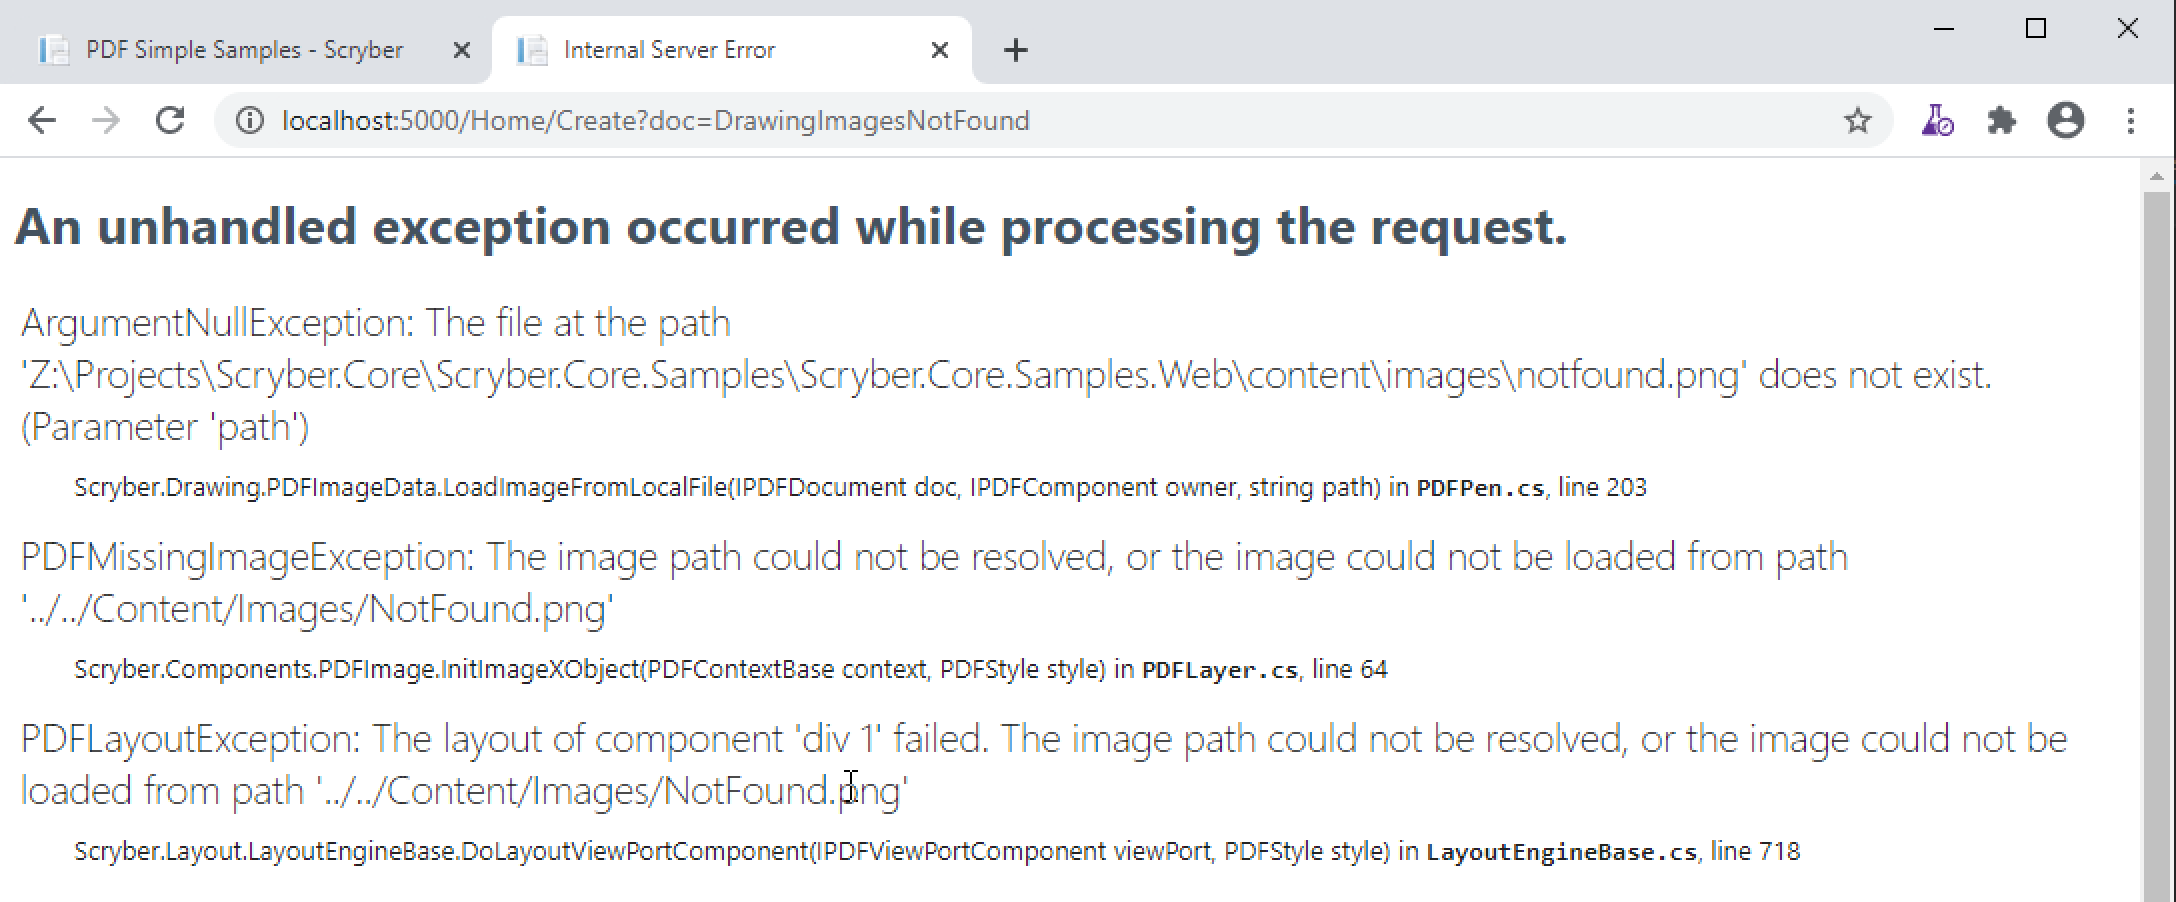 PDF Simple Samples - Scryber
Internal Server Error
localhost:5000/Home/Create?doc=DrawingImagesNotFound
An unhandled exception occurred while processing the request.
ArgumentNullException: The file at the path
'Z:\Projects\Scryber.Core\Scryber.Core.Samples\Scryber.Core.Samples.Web\content\images\notfound.png' does not exist.
(Parameter 'path')
Scryber.Drawing.PDFImageData.LoadImageFromLocalFile(IPDFDocument doc, IPDFComponent owner, string path) in PDFPen.cs, line 203
PDFMissingImageException: The image path could not be resolved, or the image could not be loaded from path
'../../Content/Images/NotFound.png'
Scryber.Components.PDFImage.InitImageXObject(PDFContextBase context, PDFStyle style) in PDFLayer.cs, line 64
PDFLayoutException: The layout of component 'div 1' failed. The image path could not be resolved, or the image could not be
loaded from path '../../Content/Images/NotFound.png'
Scryber.Layout.LayoutEngineBase.DoLayoutViewPortComponent(IPDFViewPortComponent viewPort, PDFStyle style) in LayoutEngineBase.cs, line 718